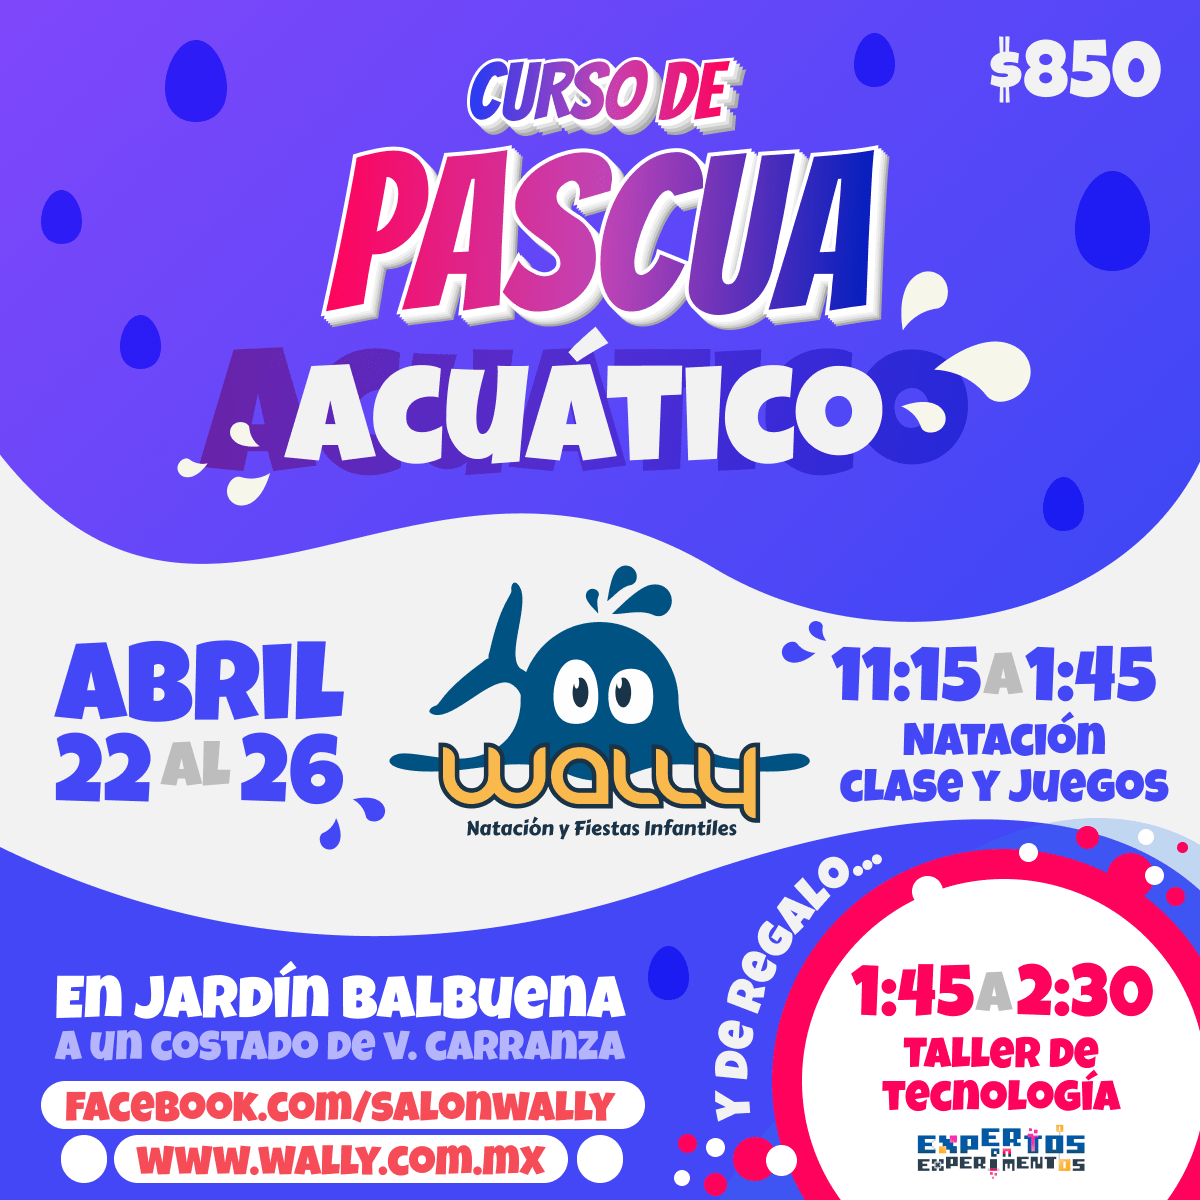 $850
CURSO DE
PASCUA
ACUÁTICO
ABRIL
22 AL 26
wally
Natación y Fiestas Infantiles
11:15 A 1:45
NATACIÓN
CLASE Y JUEGOS
Y DE REGALO...
1:45 A 2:30
TALLER DE
TECNOLOGÍA
EXPERTOS
EN
EXPERIMENTOS
EN JARDÍN BALBUENA
A UN COSTADO DE V. CARRANZA
FACEBOOK.COM/SALONWALLY
WWW.WALLY.COM.MX